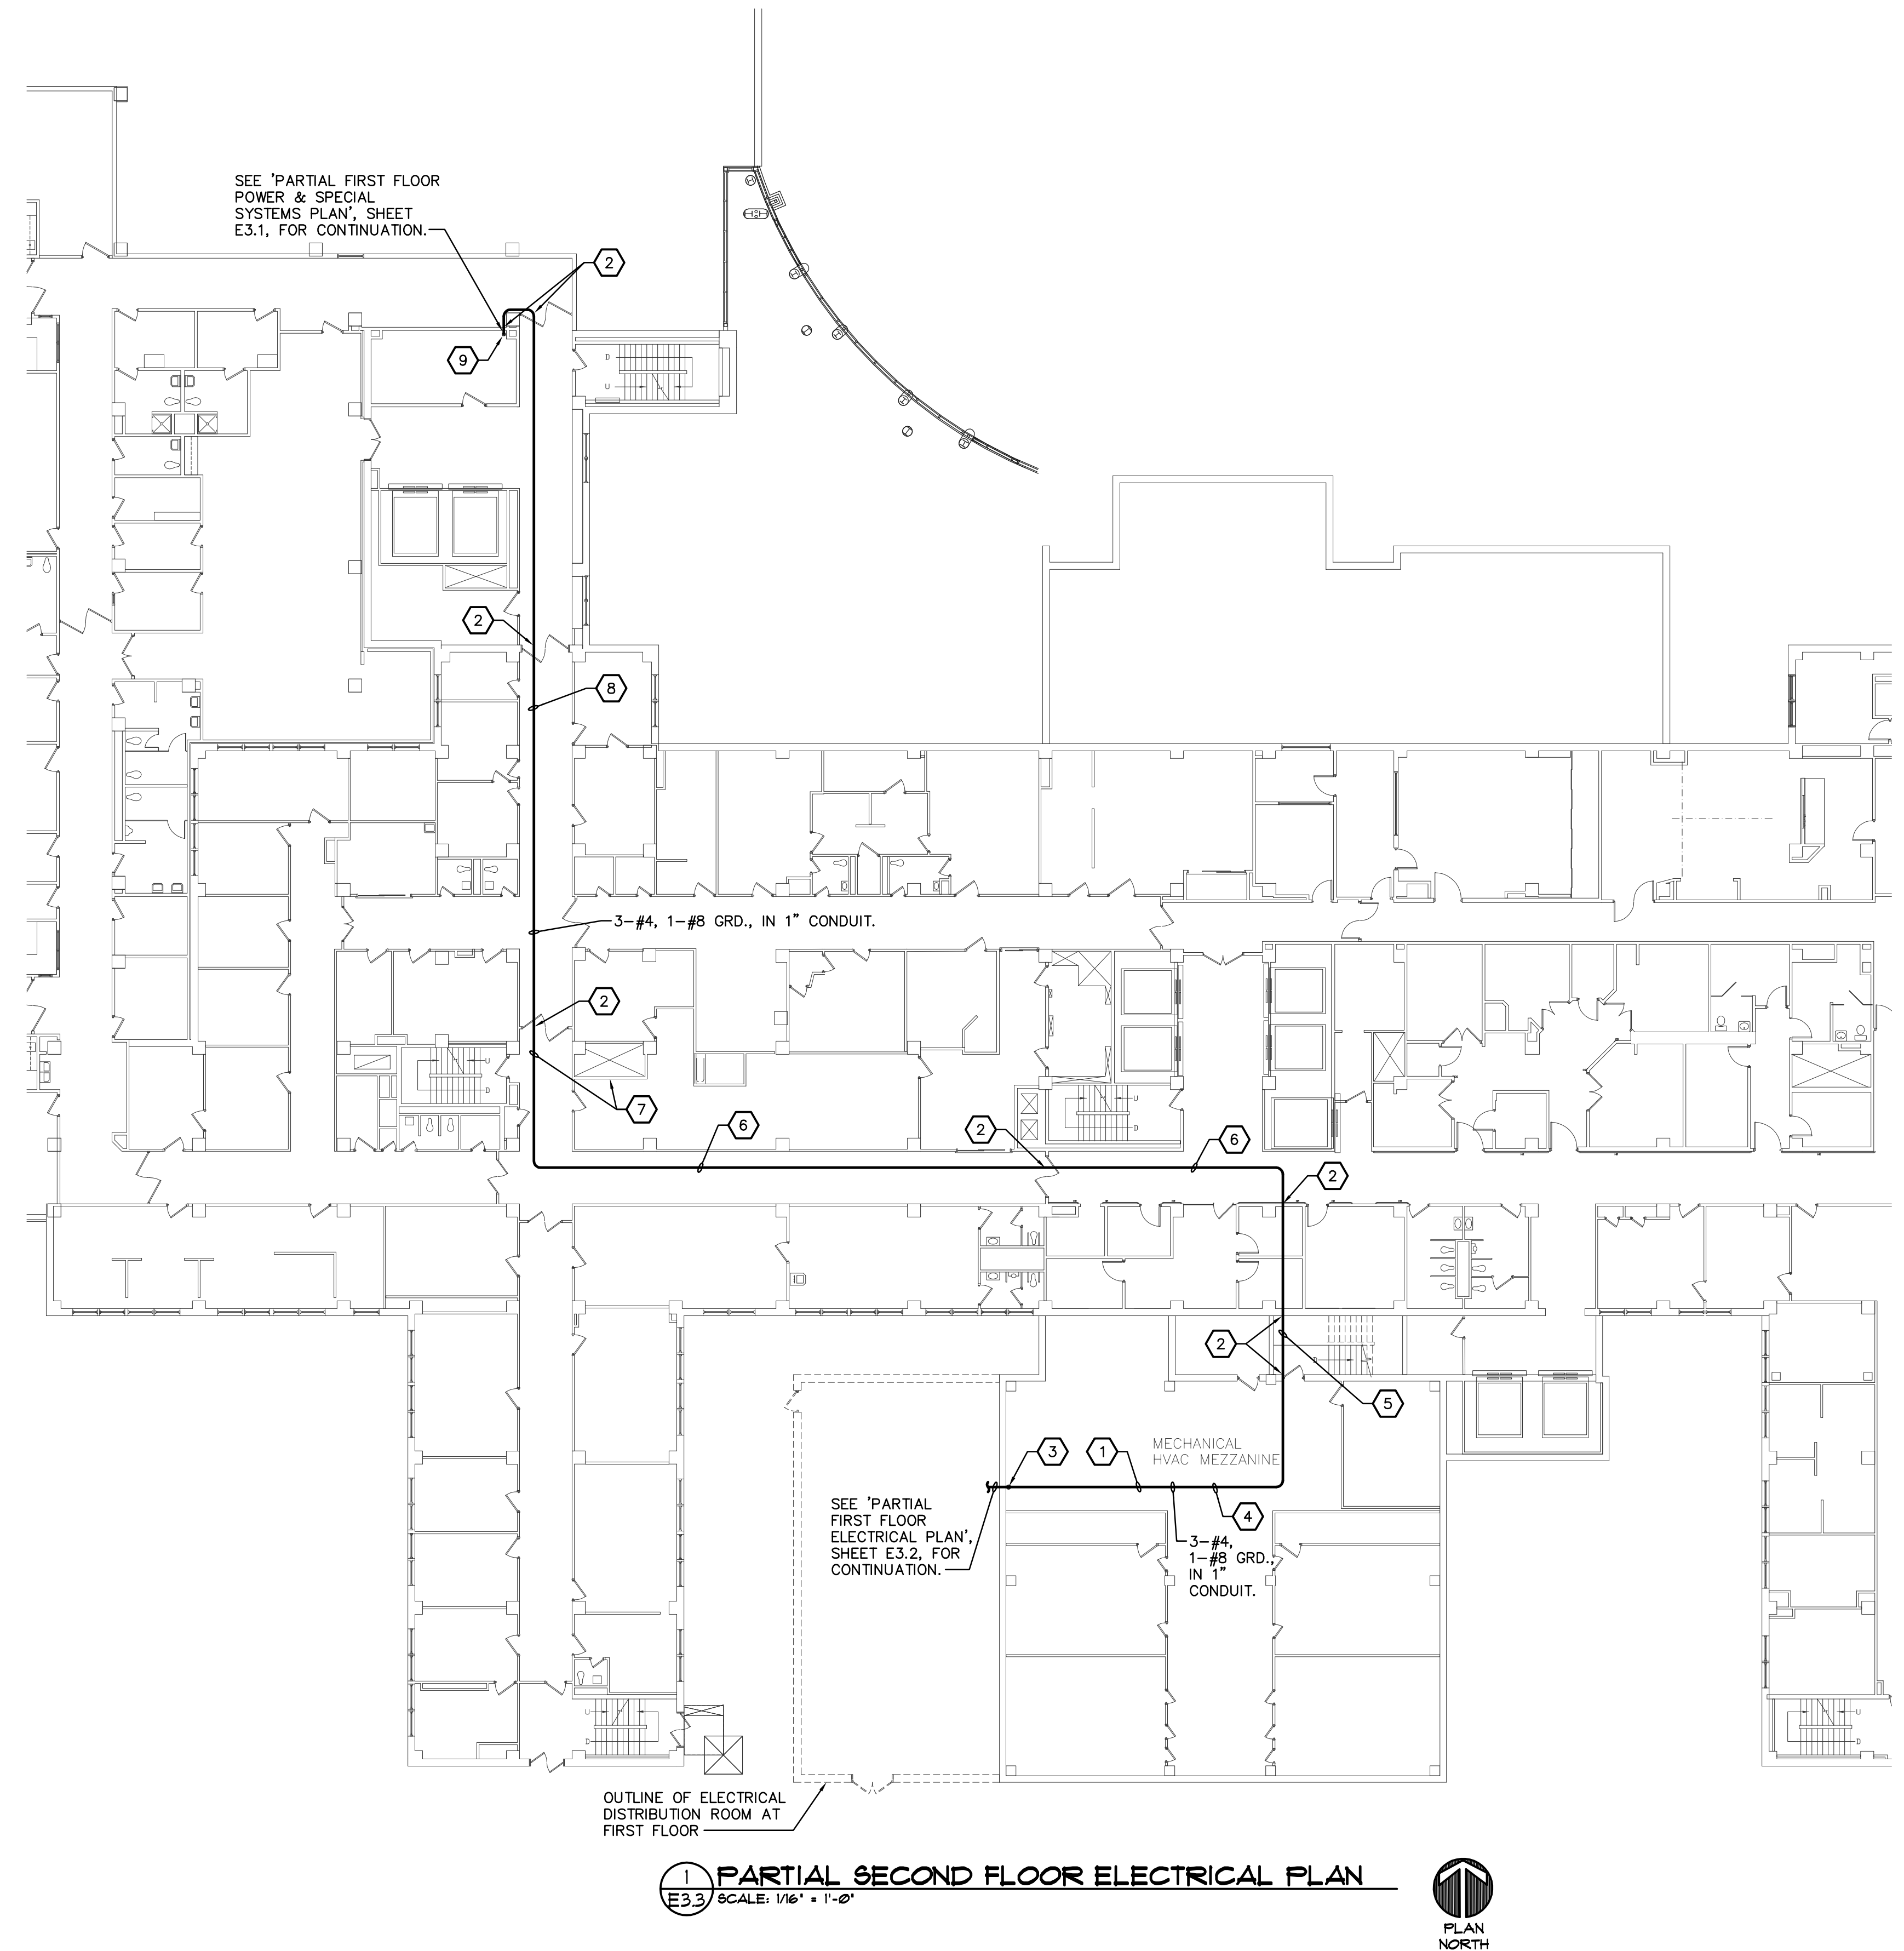 SEE 'PARTIAL FIRST FLOOR
POWER & SPECIAL
SYSTEMS PLAN', SHEET
E3.1, FOR CONTINUATION.
2
9
D
U
2
8
3-#4, 1-#8 GRD., IN 1" CONDUIT.
2
U
D
7
6
2
U
D
6
2
2
D
5
MECHANICAL
HVAC MEZZANINE
3
1
4
SEE 'PARTIAL
FIRST FLOOR
ELECTRICAL PLAN',
SHEET E3.2, FOR
CONTINUATION.
3-#4,
1-#8 GRD.,
IN 1"
CONDUIT.
U
D
U
D
OUTLINE OF ELECTRICAL
DISTRIBUTION ROOM AT
FIRST FLOOR
1
E3.3
PARTIAL SECOND FLOOR ELECTRICAL PLAN
SCALE: 1/16" = 1'-0"
PLAN
NORTH